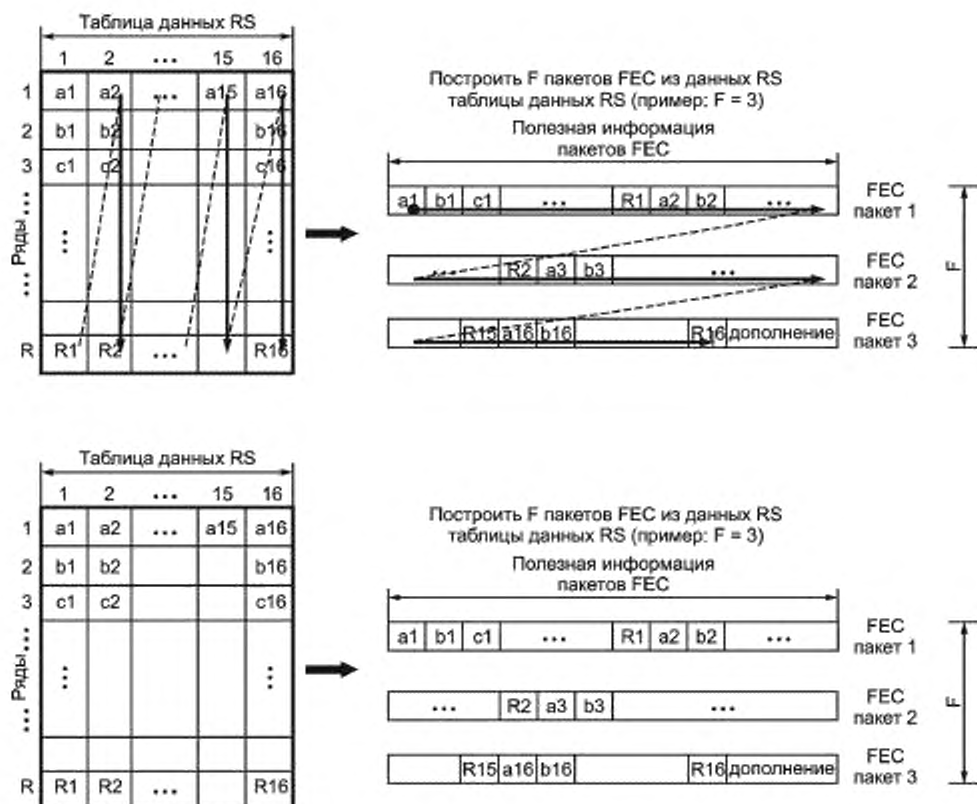 Таблица данных RS
1 2 ... 15 16
1 a1 a2 ... a15 a16
2 b1 b2 b16
3 c1 c2 c16
... Ряды ...
... ...
R R1 R2 ... R16
Построить F пакетов FEC из данных RS
таблицы данных RS (пример: F = 3)
Полезная информация
пакетов FEC
a1 b1 c1 ... R1 a2 b2 ... FEC
пакет 1
... R2 a3 b3 ... FEC
пакет 2
R15 a16 b16 R16 дополнение FEC
пакет 3
F
Таблица данных RS
1 2 ... 15 16
1 a1 a2 ... a15 a16
2 b1 b2 b16
3 c1 c2 c16
... Ряды ...
... ...
R R1 R2 ... R16
Построить F пакетов FEC из данных RS
таблицы данных RS (пример: F = 3)
Полезная информация
пакетов FEC
a1 b1 c1 ... R1 a2 b2 ... FEC
пакет 1
... R2 a3 b3 ... FEC
пакет 2
R15 a16 b16 R16 дополнение FEC
пакет 3
F